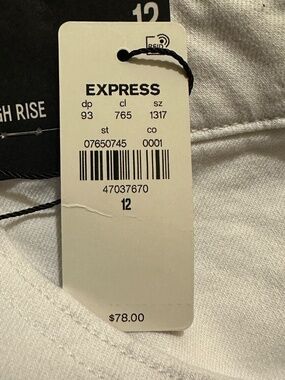 12
RFID
GH RISE
EXPRESS
dp cl sz
93 765 1317
st co
07650745 0001
47037670
12
$78.00